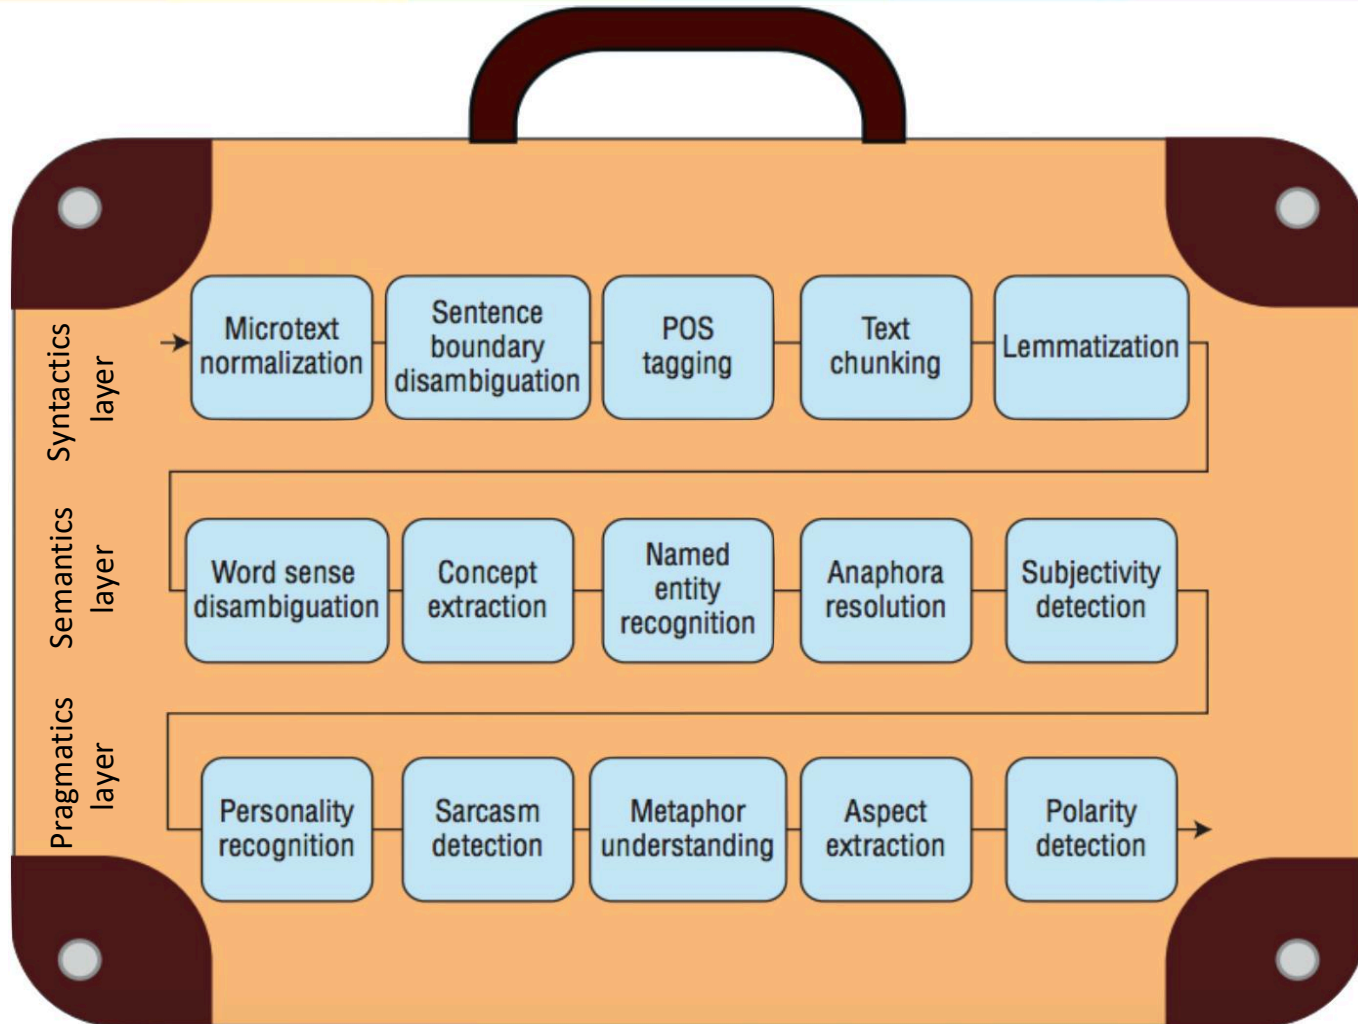 Syntactics
layer
Microtext
normalization
Sentence
boundary
disambiguation
POS
tagging
Text
chunking
Lemmatization
Semantics
layer
Word sense
disambiguation
Concept
extraction
Named
entity
recognition
Anaphora
resolution
Subjectivity
detection
Pragmatics
layer
Personality
recognition
Sarcasm
detection
Metaphor
understanding
Aspect
extraction
Polarity
detection